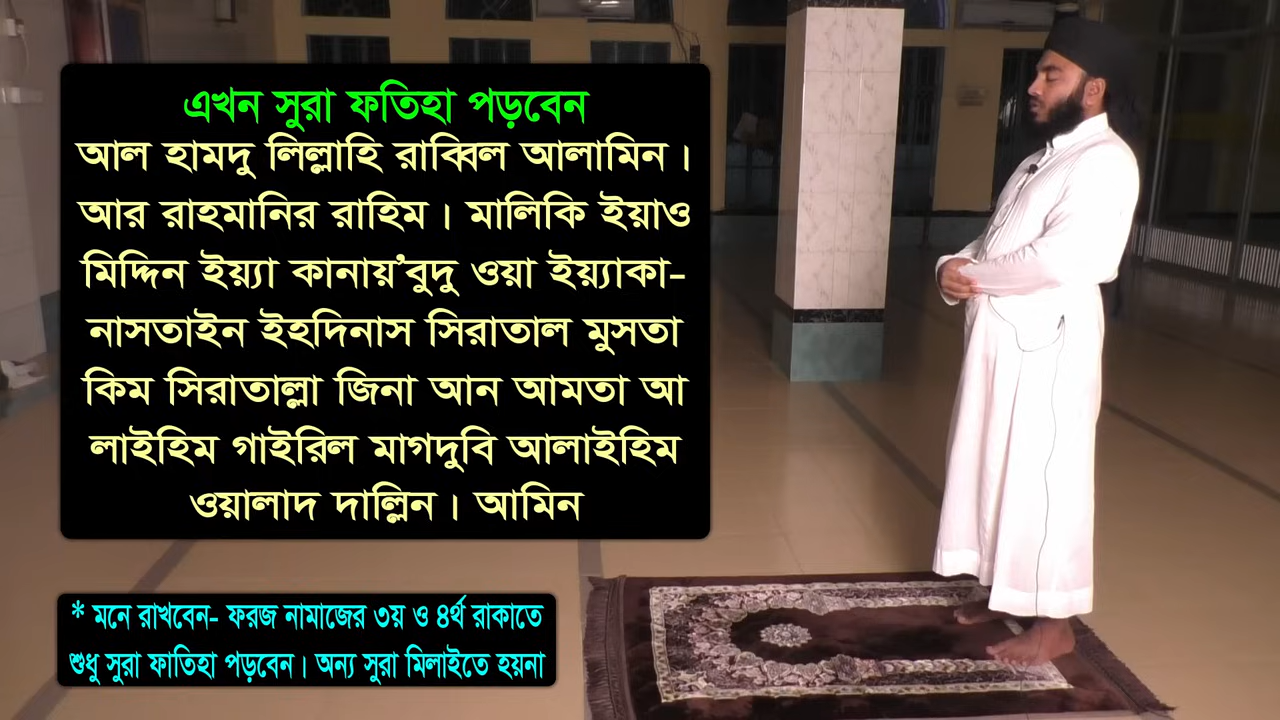 এখন সুরা ফতিহা পড়বেন
আল হামদু লিল্লাহি রাব্বিল আলামিন।
আর রাহমানির রাহিম। মালিকি ইয়াও
মিদ্দিন ইয়্যা কানায়’বুদু ওয়া ইয়্যাকা-
নাসতাইন ইহদিনাস সিরাতাল মুসতা
কিম সিরাতাল্লা জিনা আন আমতা আ
লাইহিম গাইরিল মাগদুবি আলাইহিম
ওয়ালাদ দাল্লিন। আমিন
* মনে রাখবেন- ফরজ নামাজের ৩য় ও ৪র্থ রাকাতে
শুধু সুরা ফাতিহা পড়বেন। অন্য সুরা মিলাইতে হয়না